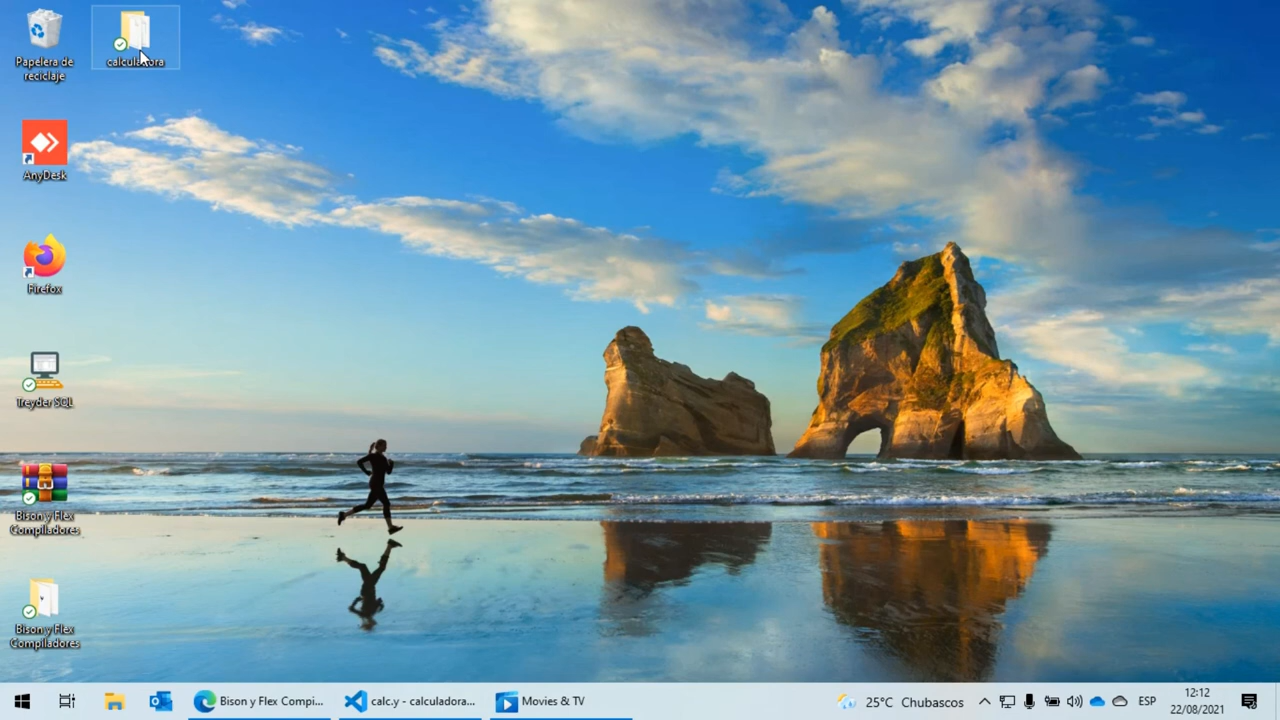 Papelera de
reciclaje
calculadora
AnyDesk
Firefox
Treyder SQL
Bison y Flex
Compiladores
Bison y Flex
Compiladores
Bison y Flex Compi...
calc.y - calculadora...
Movies & TV
25°C Chubascos
ESP
12:12
22/08/2021